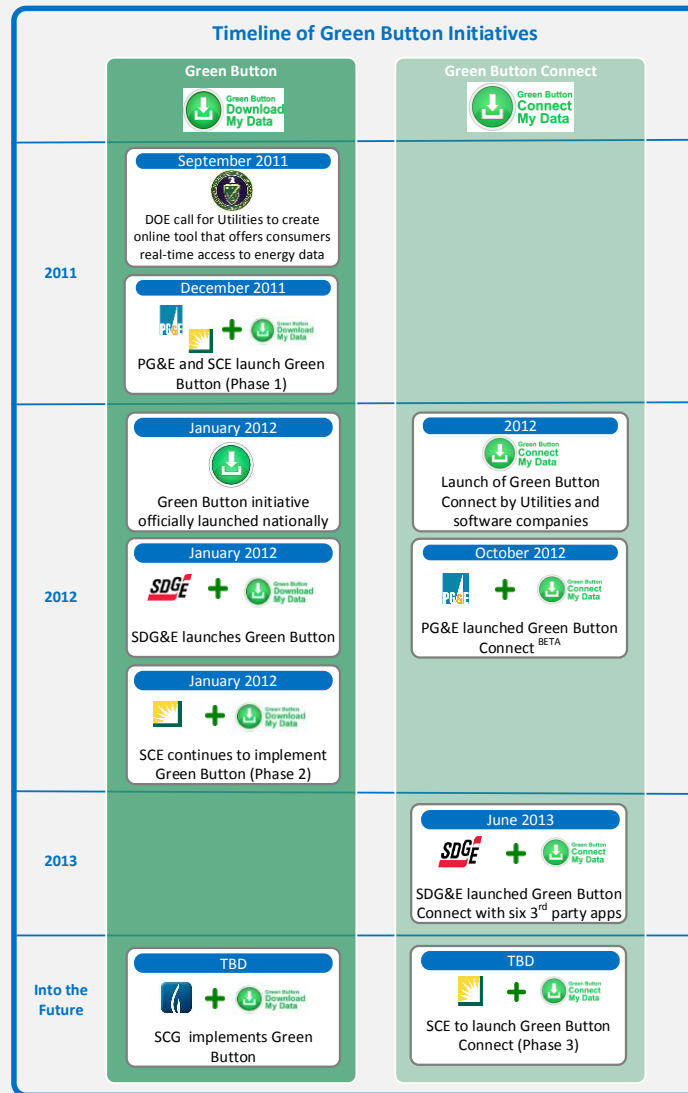 Timeline of Green Button Initiatives
Green Button
Green Button
Download
My Data
Green Button Connect
Green Button
Connect
My Data
2011
September 2011
DOE call for Utilities to create
online tool that offers consumers
real-time access to energy data
December 2011
PG&E
+
Green Button
Download
My Data
PG&E and SCE launch Green
Button (Phase 1)
2012
January 2012
Green Button initiative
officially launched nationally
January 2012
SDGE
+
Green Button
Download
My Data
SDG&E launches Green Button
January 2012
+
Green Button
Download
My Data
SCE continues to implement
Green Button (Phase 2)
2012
Green Button
Connect
My Data
Launch of Green Button
Connect by Utilities and
software companies
October 2012
PG&E
+
Green Button
Connect
My Data
PG&E launched Green Button
Connect BETA
2013
June 2013
SDGE
+
Green Button
Connect
My Data
SDG&E launched Green Button
Connect with six 3rd party apps
Into the
Future
TBD
+
Green Button
Download
My Data
SCG implements Green
Button
TBD
+
Green Button
Connect
My Data
SCE to launch Green Button
Connect (Phase 3)